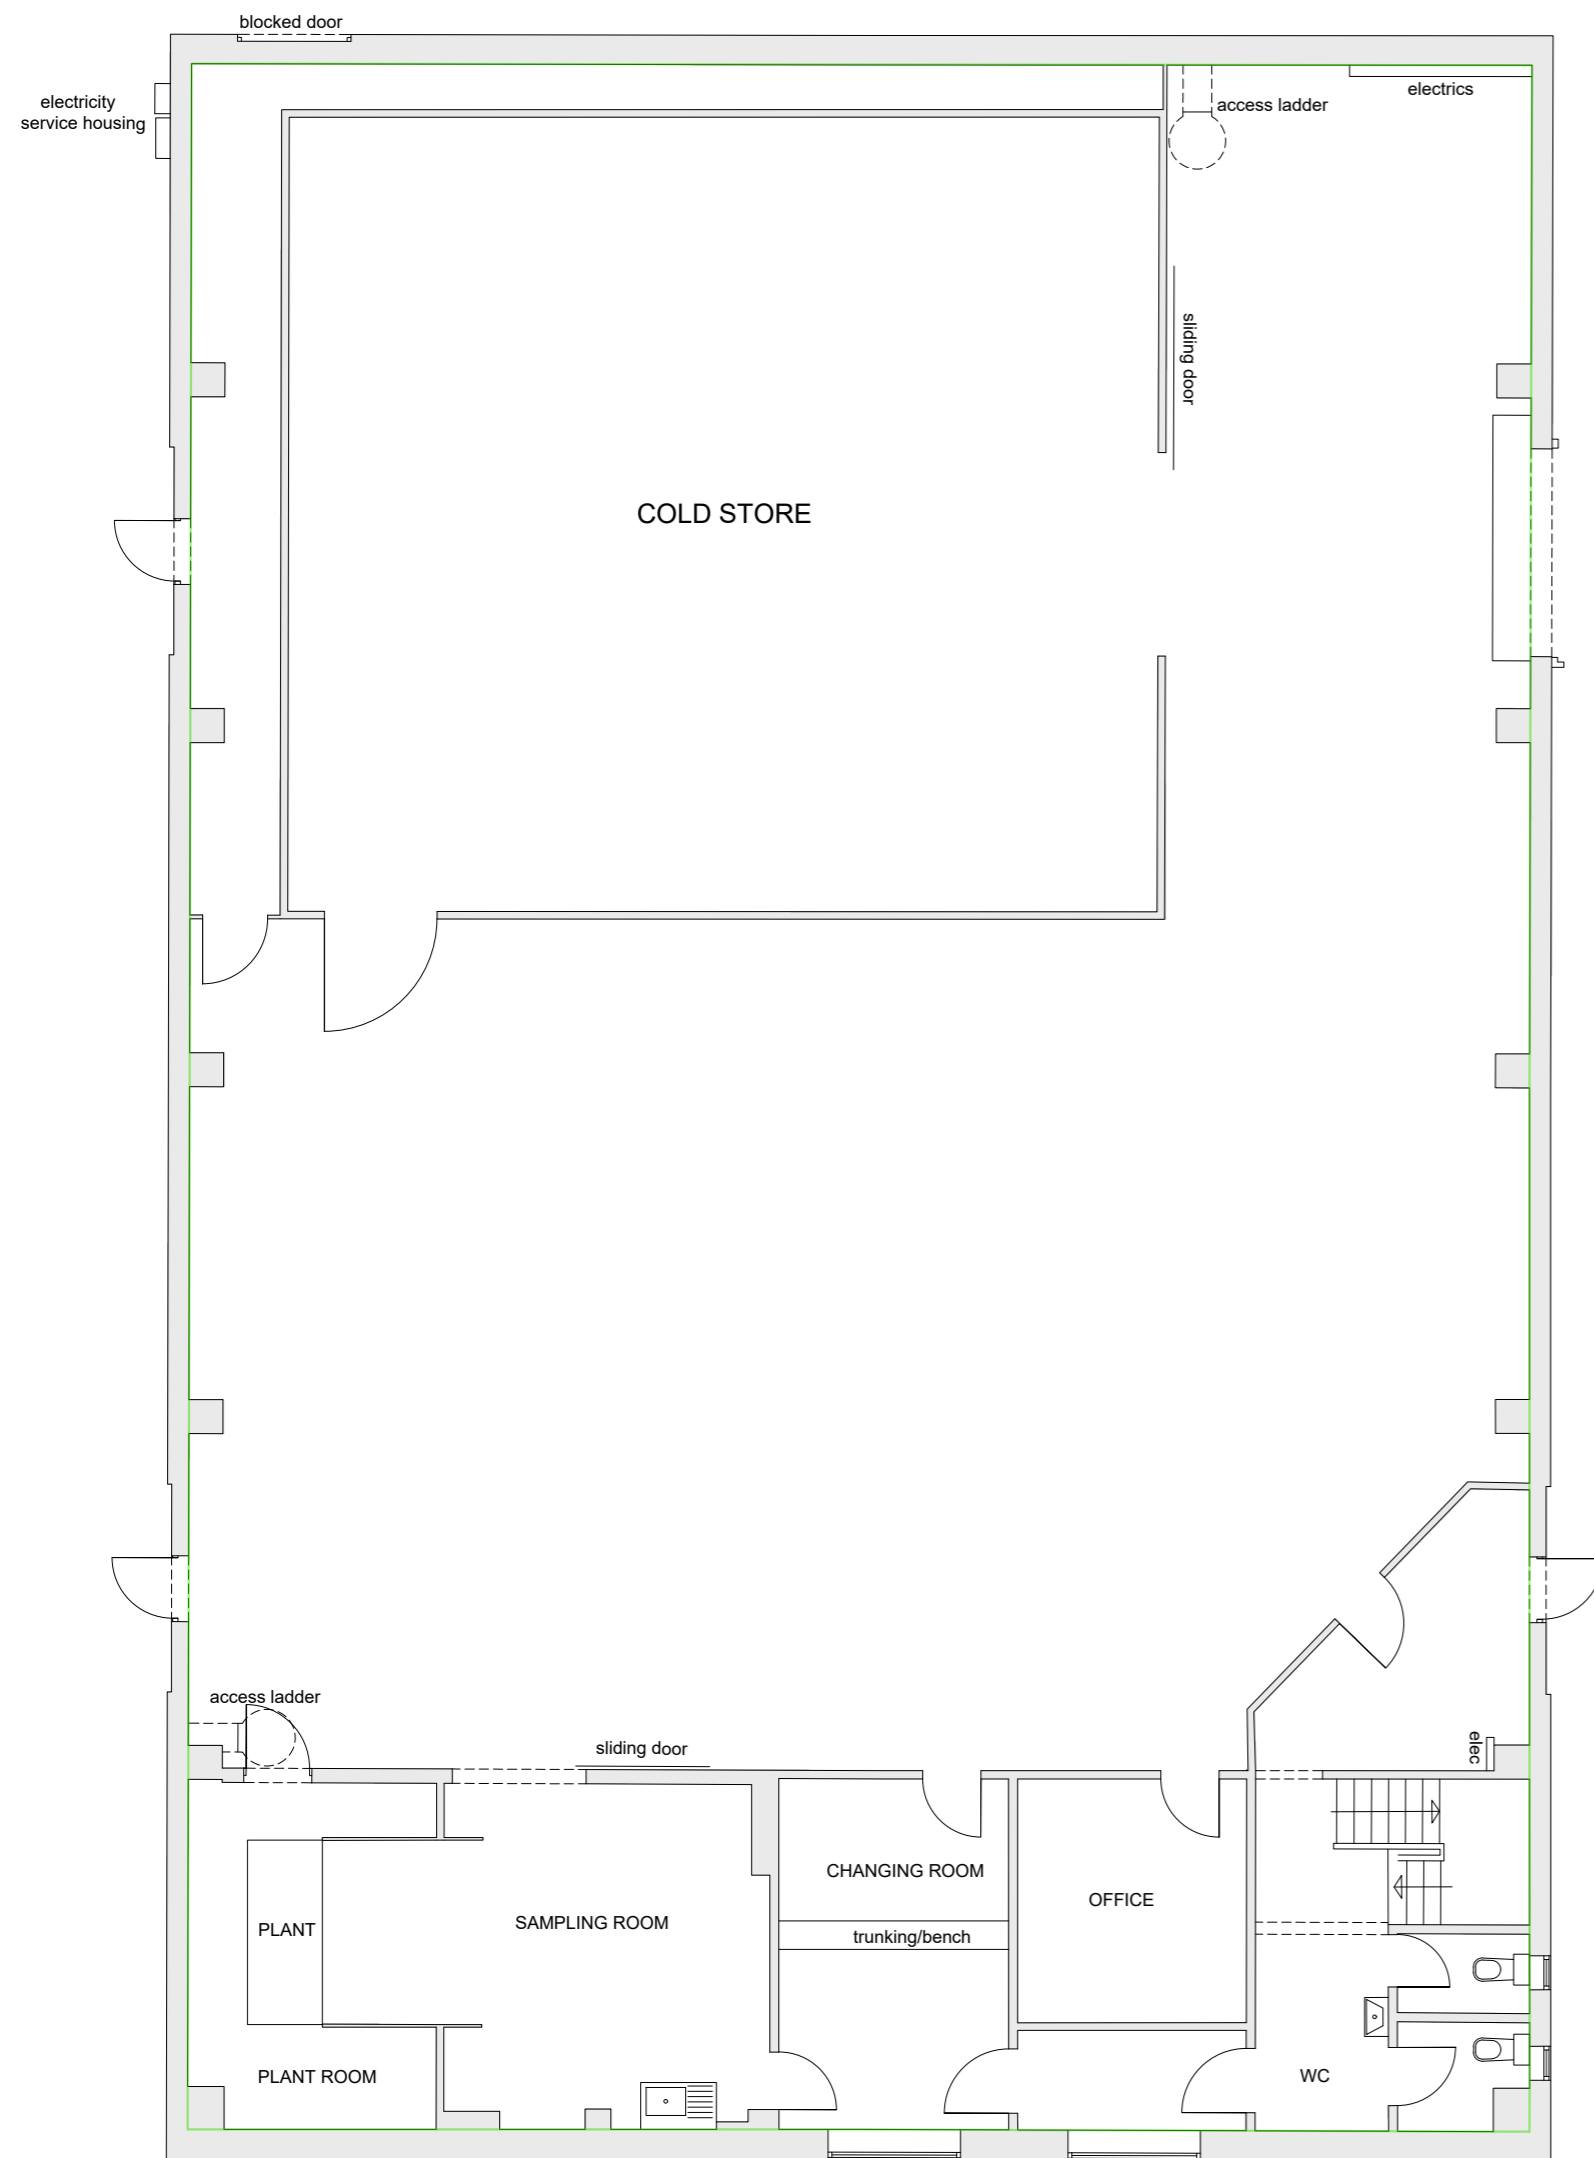 blocked door
electricity
service housing
electrics
access ladder
sliding door
COLD STORE
access ladder
sliding door
elec
CHANGING ROOM
OFFICE
SAMPLING ROOM
PLANT
trunking/bench
PLANT ROOM
WC